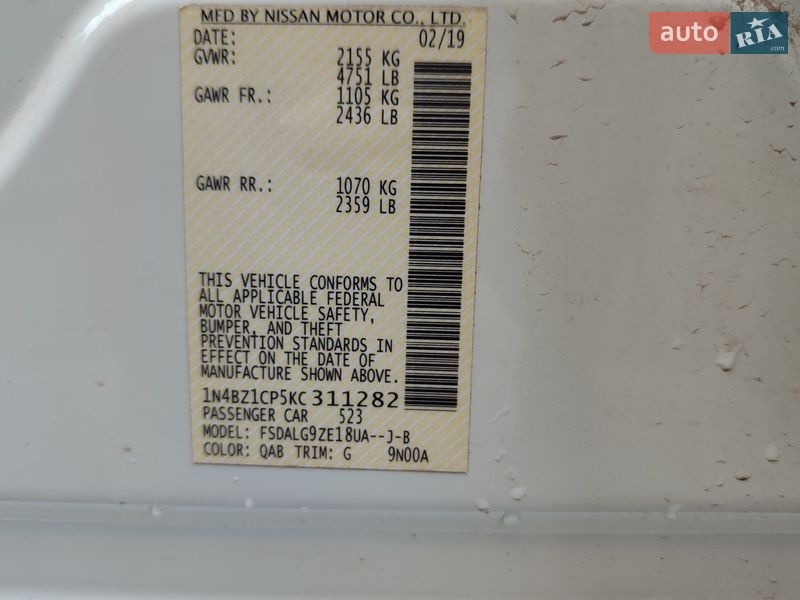 MFD BY NISSAN MOTOR CO., LTD.
DATE: 02/19
GVWR: 2155 KG
4751 LB
GAWR FR.: 1105 KG
2436 LB
GAWR RR.: 1070 KG
2359 LB
THIS VEHICLE CONFORMS TO
ALL APPLICABLE FEDERAL
MOTOR VEHICLE SAFETY,
BUMPER, AND THEFT
PREVENTION STANDARDS IN
EFFECT ON THE DATE OF
MANUFACTURE SHOWN ABOVE.
1N4BZ1CP5KC311282
PASSENGER CAR 523
MODEL: FSDALG9ZE18UA--J-B
COLOR: QAB TRIM: G 9N00A
auto RIA .com